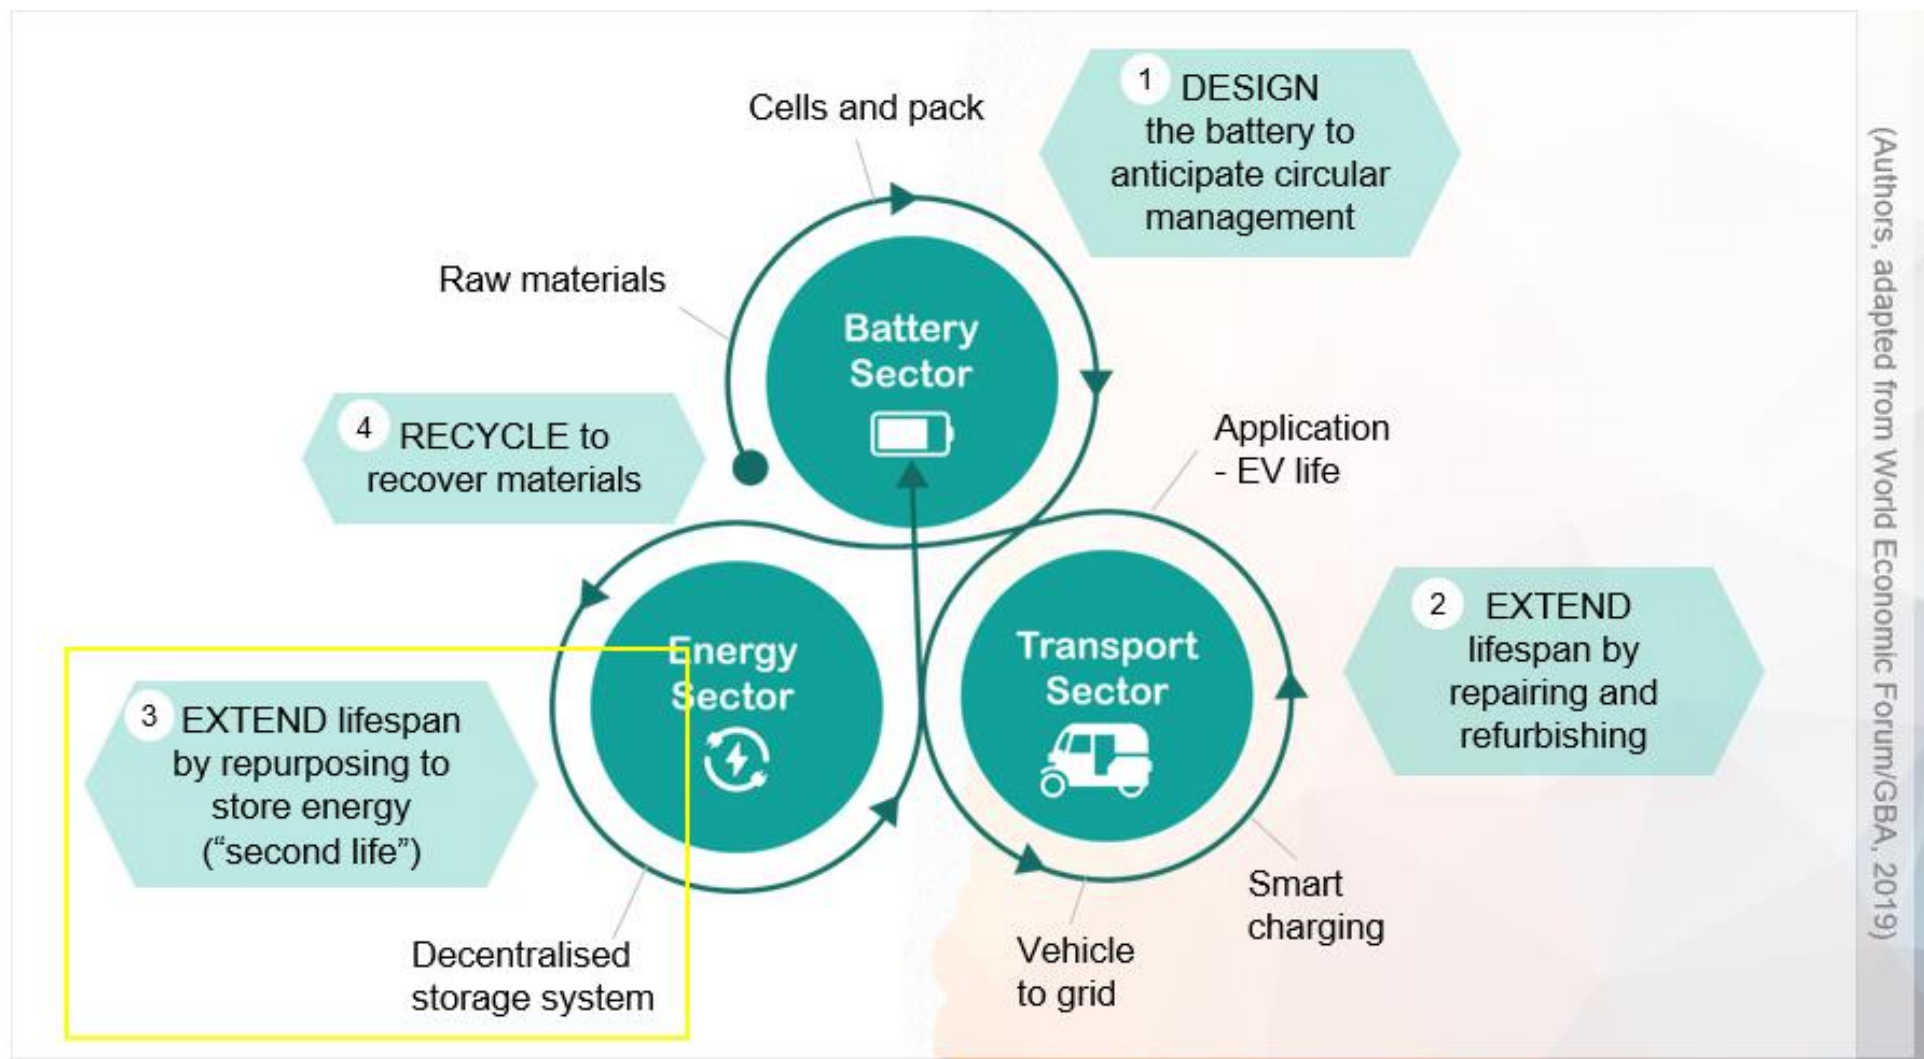 Cells and pack
1 DESIGN
the battery to
anticipate circular
management
Raw materials
Battery
Sector
4 RECYCLE to
recover materials
Application
- EV life
2 EXTEND
lifespan by
repairing and
refurbishing
Energy
Sector
Transport
Sector
3 EXTEND lifespan
by repurposing to
store energy
(“second life”)
Smart
charging
Decentralised
storage system
Vehicle
to grid
(Authors, adapted from World Economic Forum/GBA, 2019)